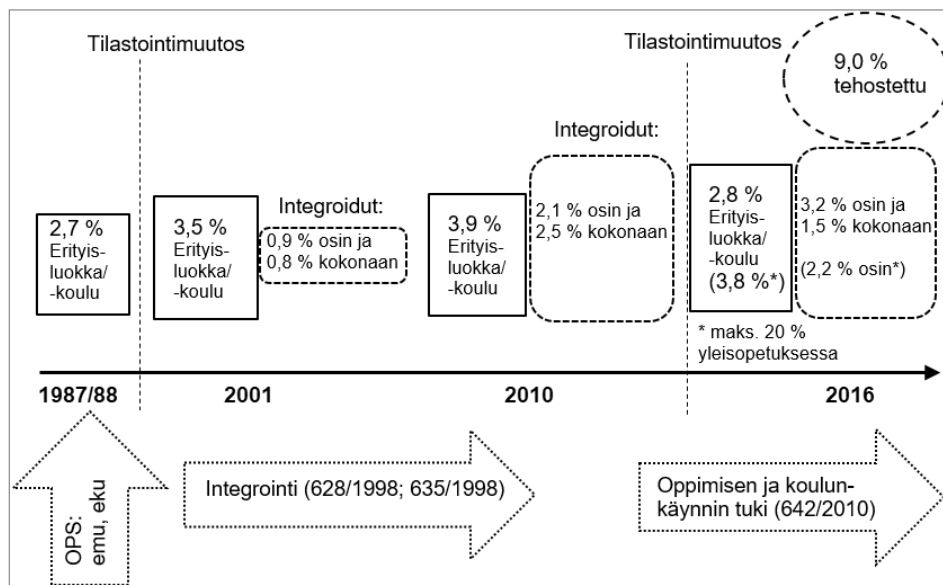 Tilastointimuutos
Tilastointimuutos
9,0 %
tehostettu
Integroidut:
2,7 %
Erityis-
luokka/
-koulu
3,5 %
Erityis-
luokka/
-koulu
Integroidut:
0,9 % osin ja
0,8 % kokonaan
3,9 %
Erityis-
luokka/
-koulu
2,1 % osin ja
2,5 % kokonaan
2,8 %
Erityis-
luokka/
-koulu
(3,8 %*)
3,2 % osin ja
1,5 % kokonaan
(2,2 % osin*)
* maks. 20 %
yleisopetuksessa
1987/88
2001
2010
2016
OPS:
emu, eku
Integrointi (628/1998; 635/1998)
Oppimisen ja koulun-
käynnin tuki (642/2010)